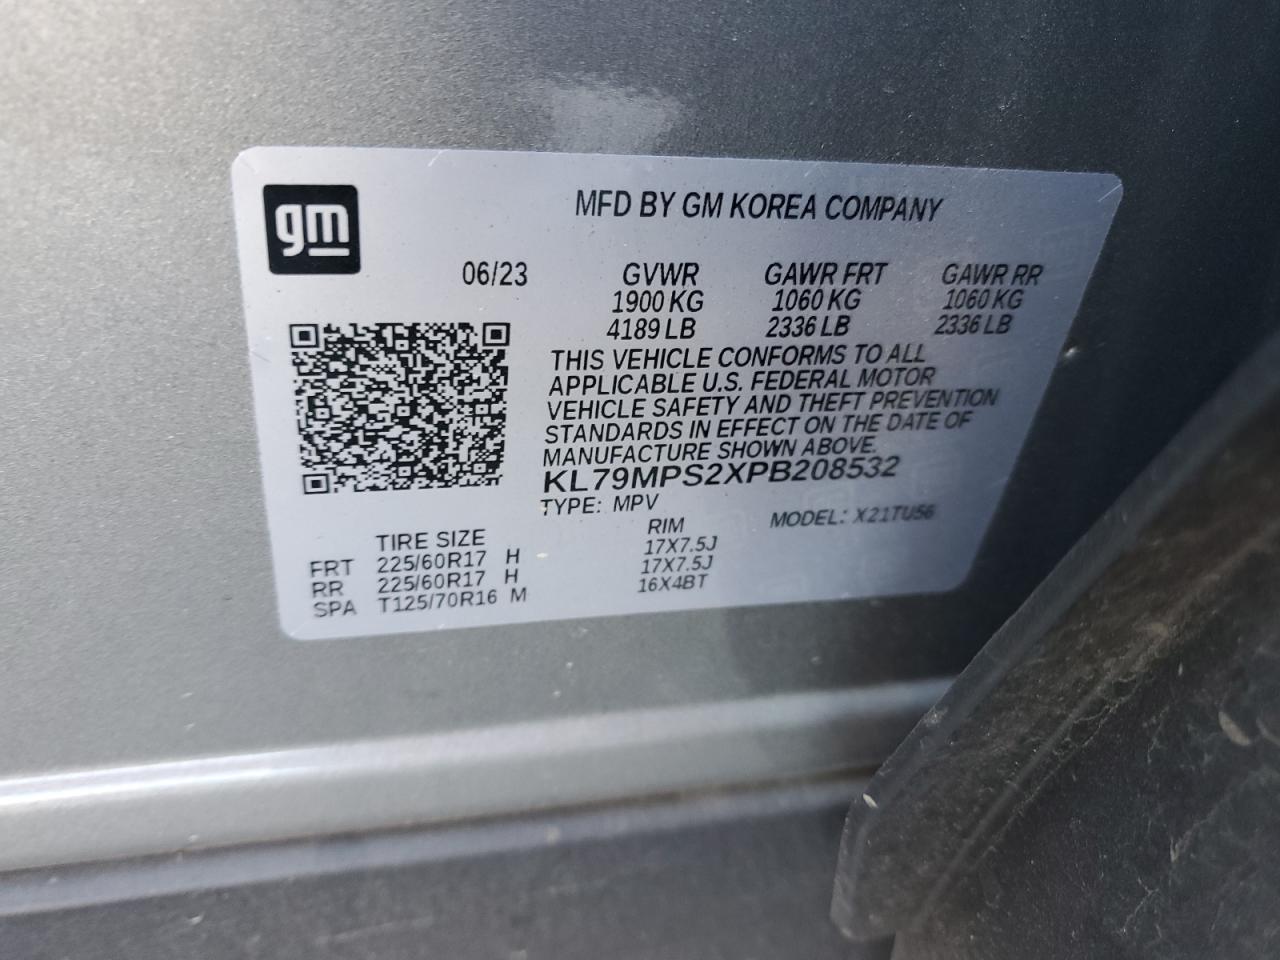 gm
MFD BY GM KOREA COMPANY
06/23 GVWR GAWR FRT GAWR RR
1900 KG 1060 KG 1060 KG
4189 LB 2336 LB 2336 LB
THIS VEHICLE CONFORMS TO ALL
APPLICABLE U.S. FEDERAL MOTOR
VEHICLE SAFETY AND THEFT PREVENTION
STANDARDS IN EFFECT ON THE DATE OF
MANUFACTURE SHOWN ABOVE.
KL79MPS2XPB208532
TYPE: MPV MODEL: X21TU56
TIRE SIZE RIM
FRT 225/60R17 H 17X7.5J
RR 225/60R17 H 17X7.5J
SPA T125/70R16 M 16X4BT